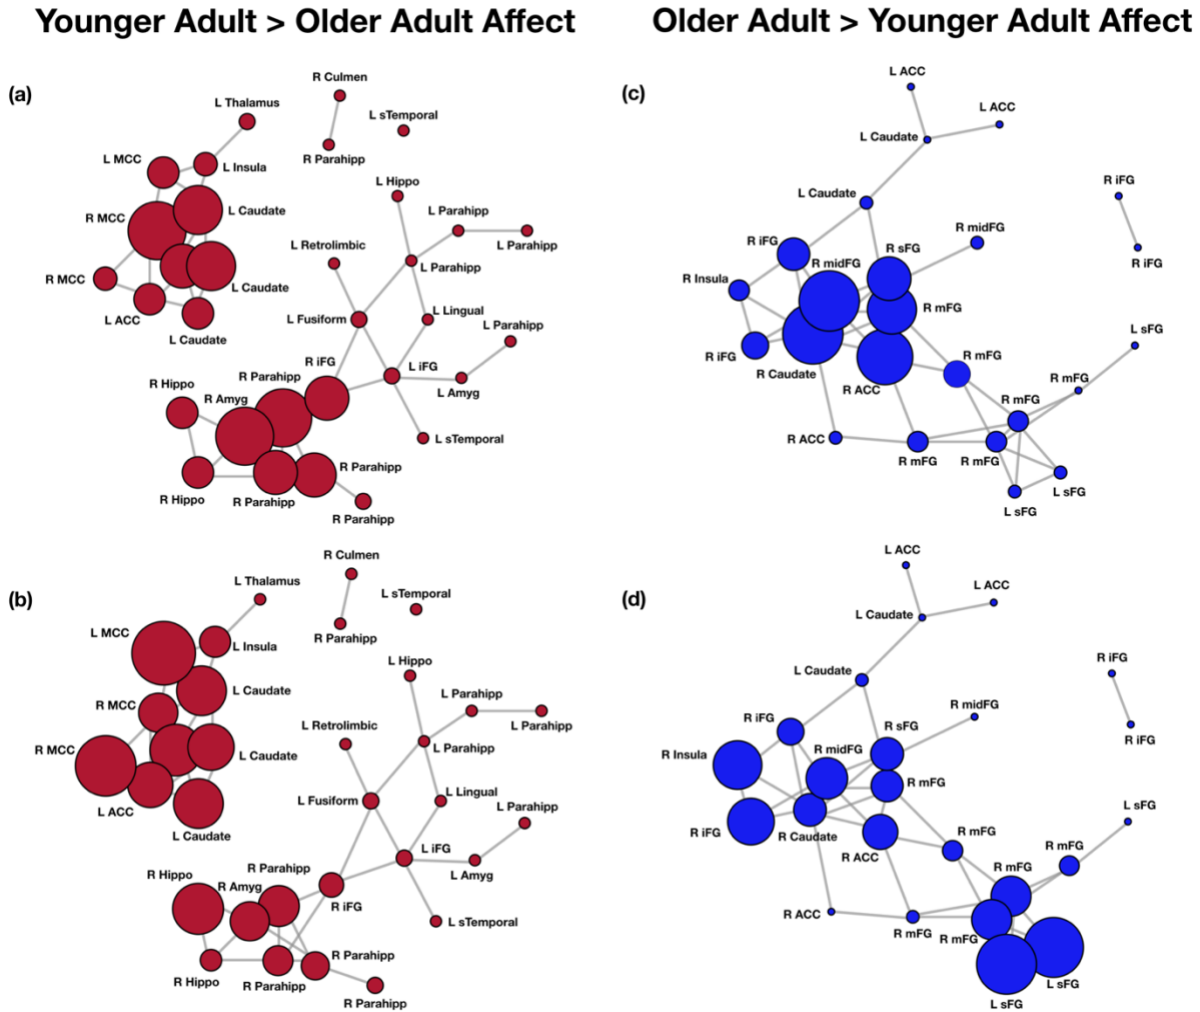 Younger Adult > Older Adult Affect
Older Adult > Younger Adult Affect
(a)
R Culmen
L Thalamus
L sTemporal
R Parahipp
L MCC
L Insula
L Hippo
R MCC
L Caudate
L Parahipp
L Retrolimbic
L Parahipp
L Parahipp
R MCC
L Caudate
L ACC
L Fusiform
L Lingual
L Parahipp
L Caudate
R iFG
L iFG
R Parahipp
R Hippo
R Amyg
L Amyg
L sTemporal
R Parahipp
R Hippo
R Parahipp
R Parahipp
(b)
R Culmen
L Thalamus
L sTemporal
R Parahipp
L MCC
L Insula
L Hippo
L Caudate
L Parahipp
R MCC
L Retrolimbic
L Parahipp
R MCC
L Caudate
L Parahipp
L Fusiform
L Lingual
L Parahipp
L ACC
L Caudate
L iFG
R Parahipp
R Hippo
R Amyg
L Amyg
R iFG
L sTemporal
R Parahipp
R Hippo
R Parahipp
R Parahipp
(c)
L ACC
L ACC
L Caudate
R iFG
L Caudate
R midFG
R iFG
R sFG
R midFG
R iFG
R Insula
R mFG
L sFG
R iFG
R mFG
R Caudate
R ACC
R mFG
R mFG
R ACC
R mFG
R mFG
L sFG
L sFG
(d)
L ACC
L ACC
L Caudate
R iFG
L Caudate
R midFG
R iFG
R sFG
R iFG
R Insula
R midFG
R mFG
L sFG
R iFG
R Caudate
R mFG
R ACC
R mFG
R mFG
R ACC
R mFG
R mFG
L sFG
L sFG